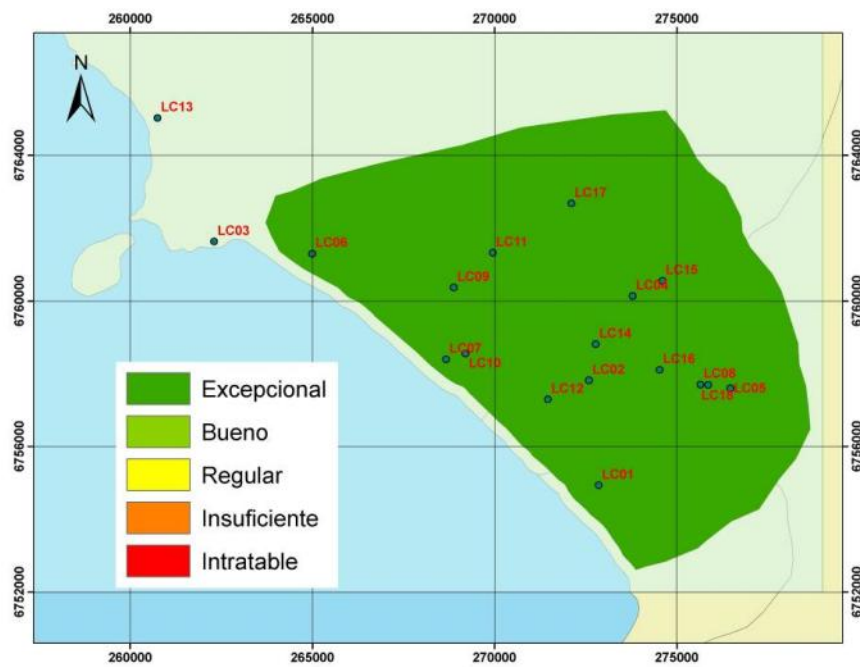 260000 265000 270000 275000
N
LC13
6764000 6764000
LC17
LC03
LC06 LC11
LC15
LC09 LC04
6760000 6760000
LC14
LC07
LC10 LC16
LC02 LC08
LC12 LC18 LC05
Excepcional
Bueno
6756000 6756000
Regular
LC01
Insuficiente
Intratable
6752000 6752000
260000 265000 270000 275000